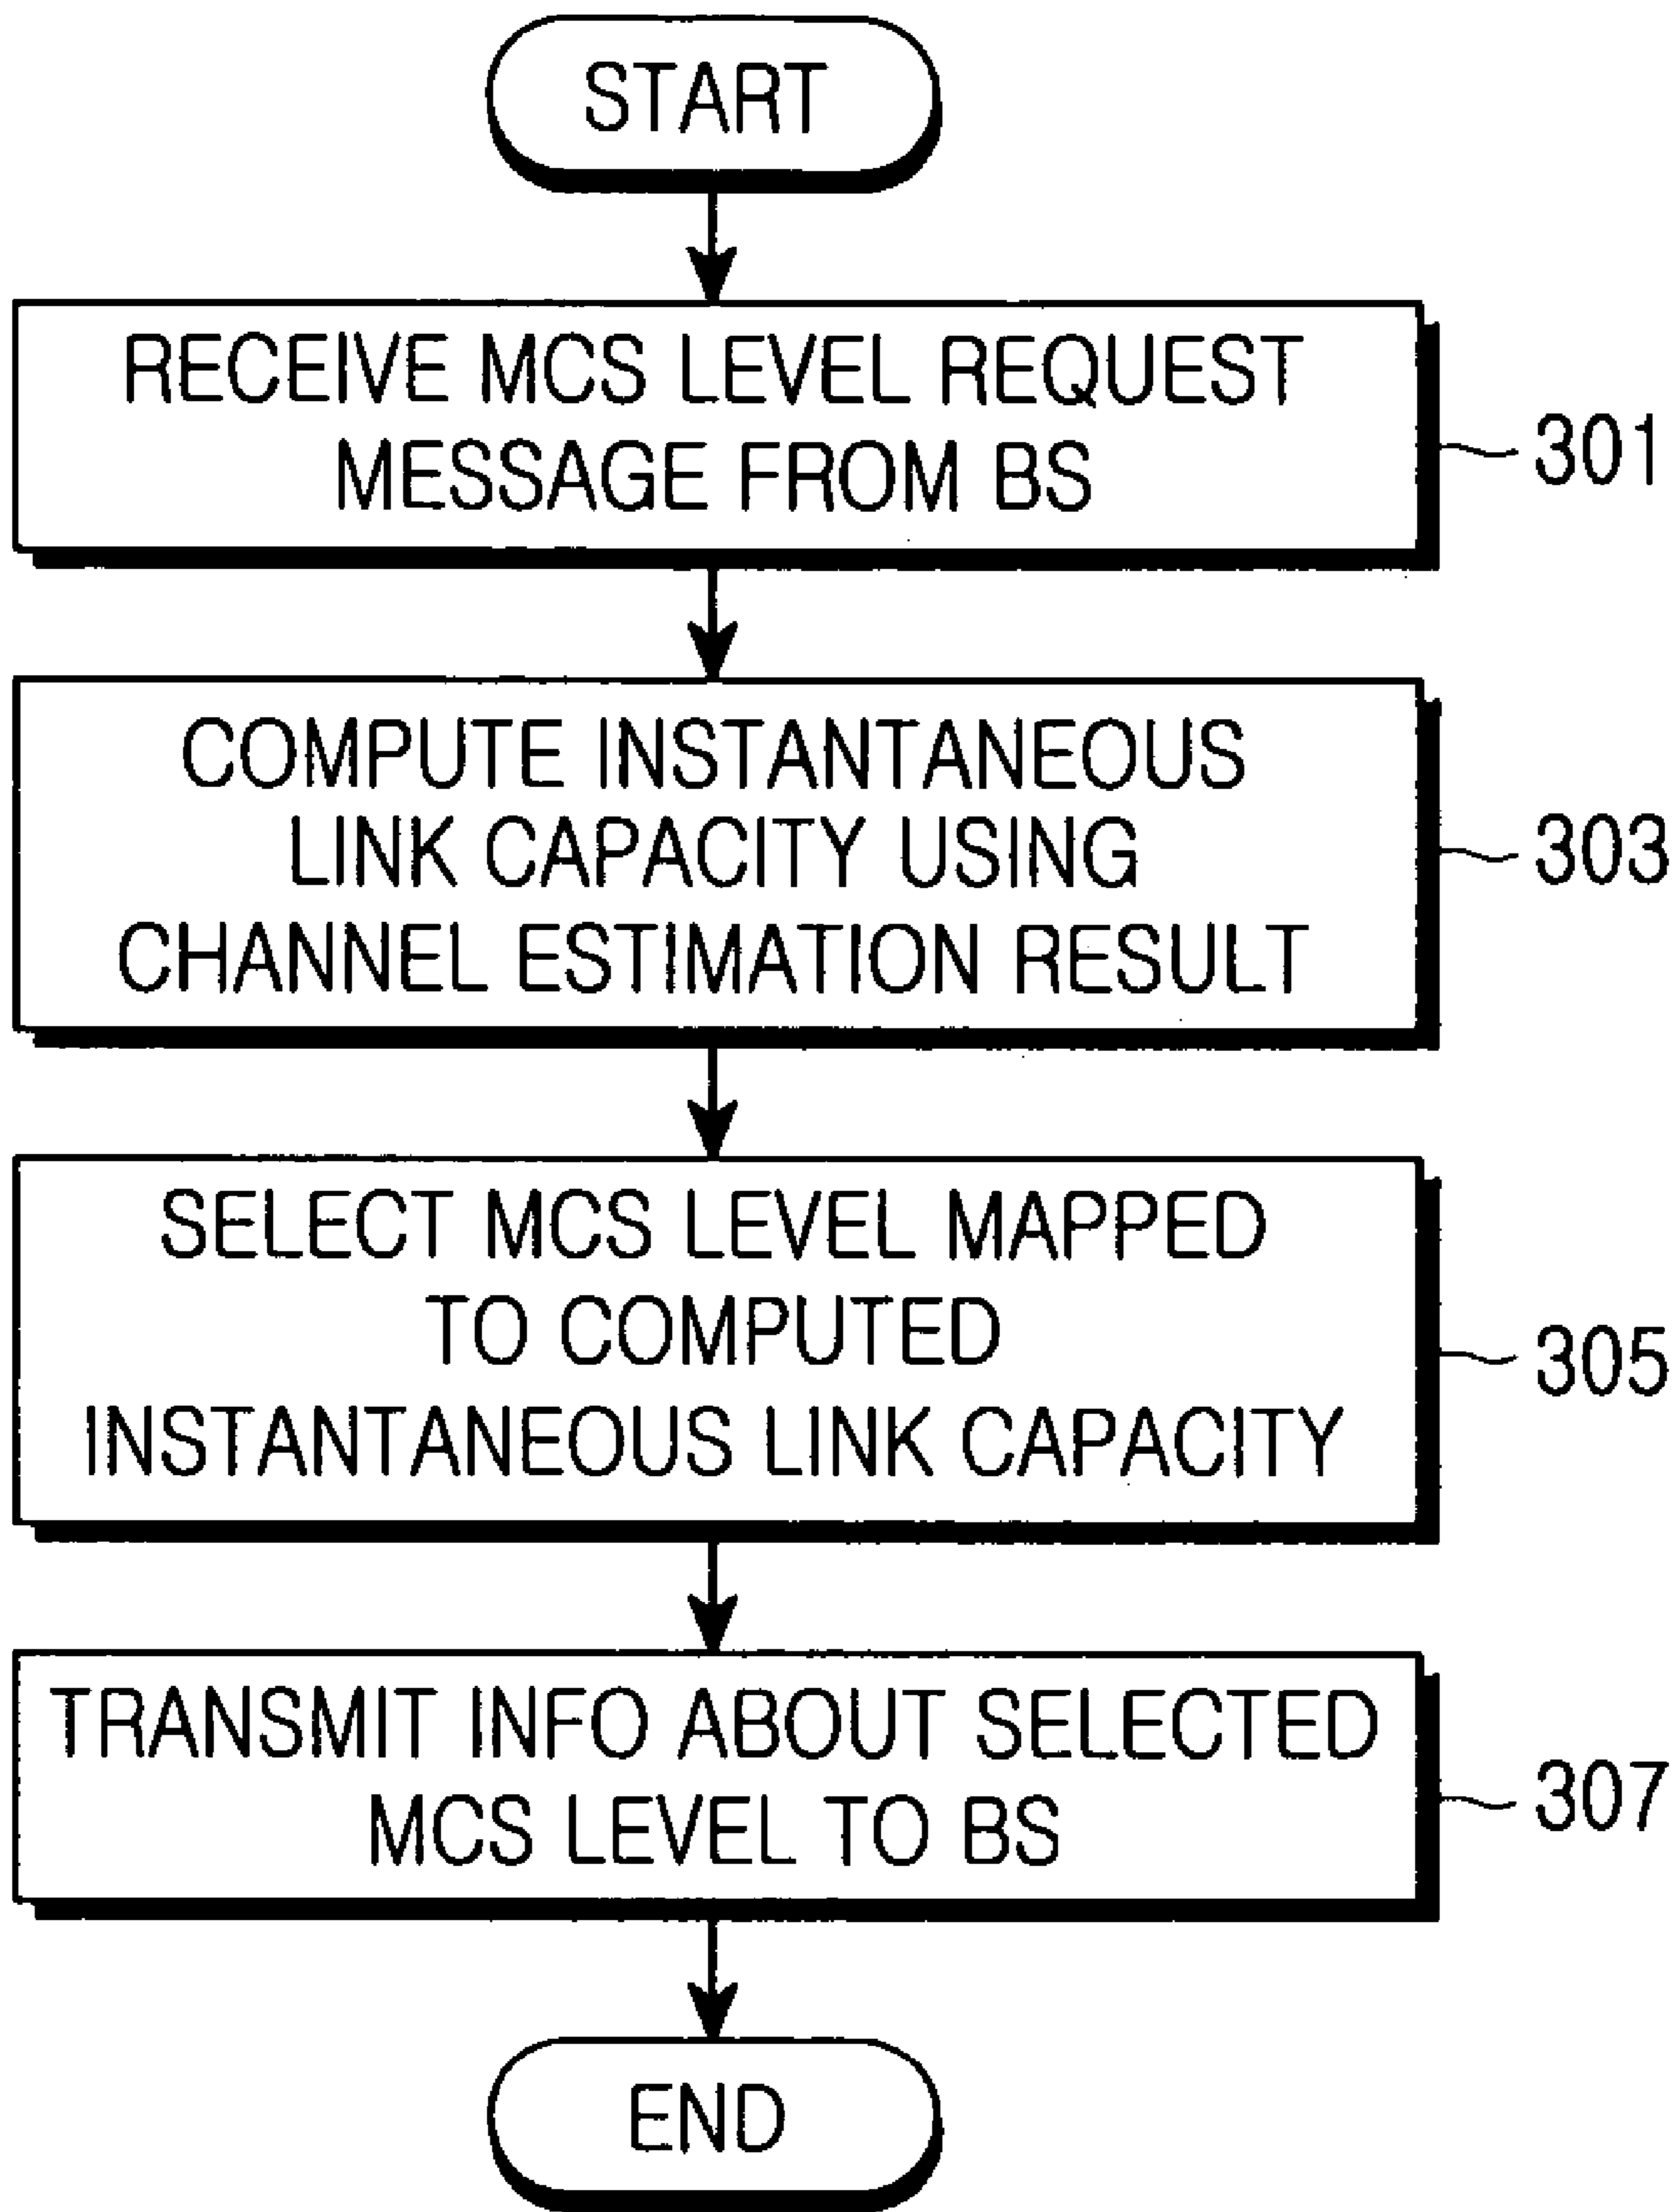 START
RECEIVE MCS LEVEL REQUEST
MESSAGE FROM BS
301
COMPUTE INSTANTANEOUS
LINK CAPACITY USING
CHANNEL ESTIMATION RESULT
303
SELECT MCS LEVEL MAPPED
TO COMPUTED
INSTANTANEOUS LINK CAPACITY
305
TRANSMIT INFO ABOUT SELECTED
MCS LEVEL TO BS
307
END